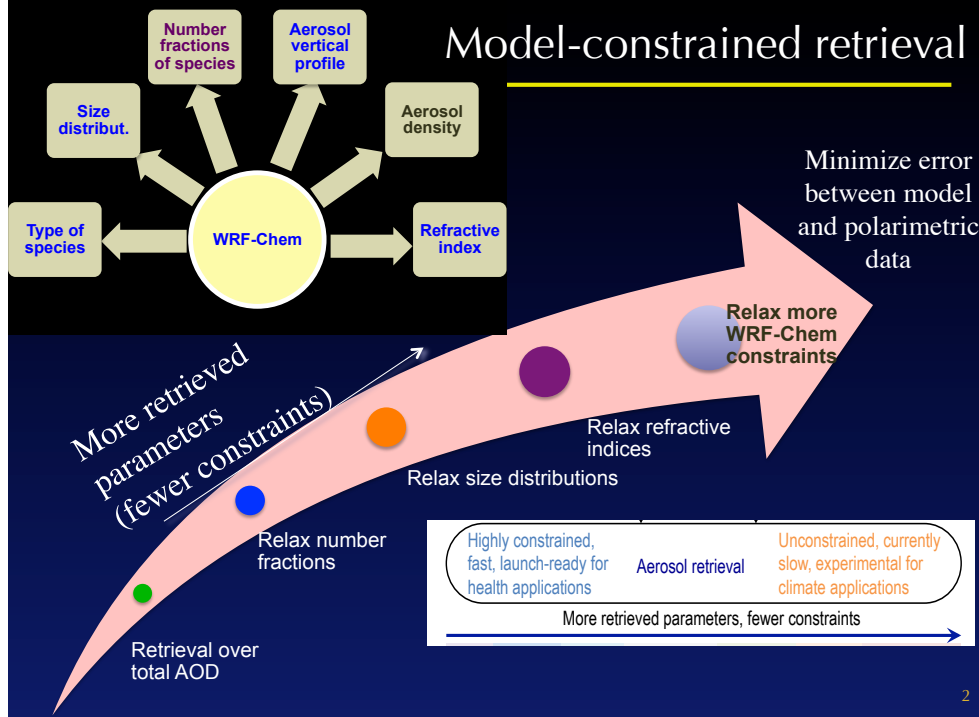 Model-constrained retrieval
Number
fractions
of species
Aerosol
vertical
profile
Size
distribut.
Aerosol
density
Type of
species
WRF-Chem
Refractive
index
Minimize error
between model
and polarimetric
data
Relax more
WRF-Chem
constraints
More retrieved
parameters
(fewer constraints)
Relax refractive
indices
Relax size distributions
Relax number
fractions
Retrieval over
total AOD
Highly constrained,
fast, launch-ready for
health applications
Aerosol retrieval
Unconstrained, currently
slow, experimental for
climate applications
More retrieved parameters, fewer constraints
2